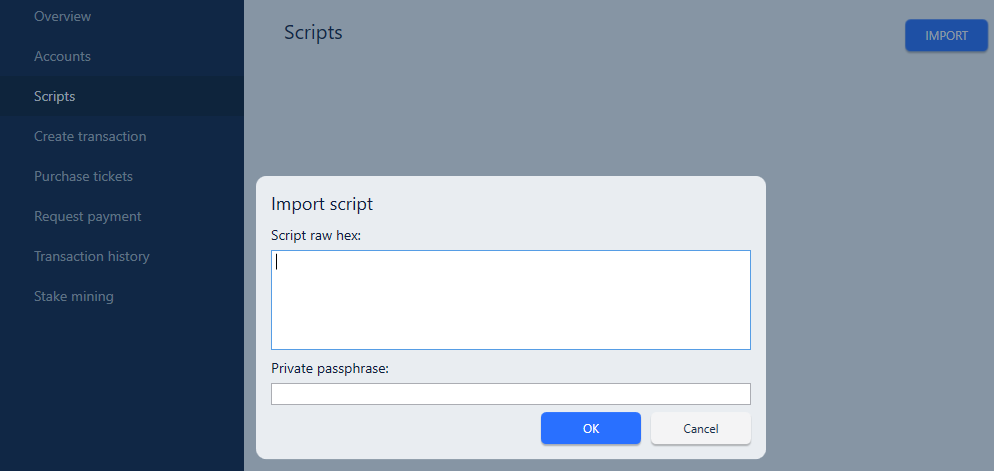 Overview
Accounts
Scripts
Create transaction
Purchase tickets
Request payment
Transaction history
Stake mining
Scripts
IMPORT
Import script
Script raw hex:
Private passphrase:
OK
Cancel